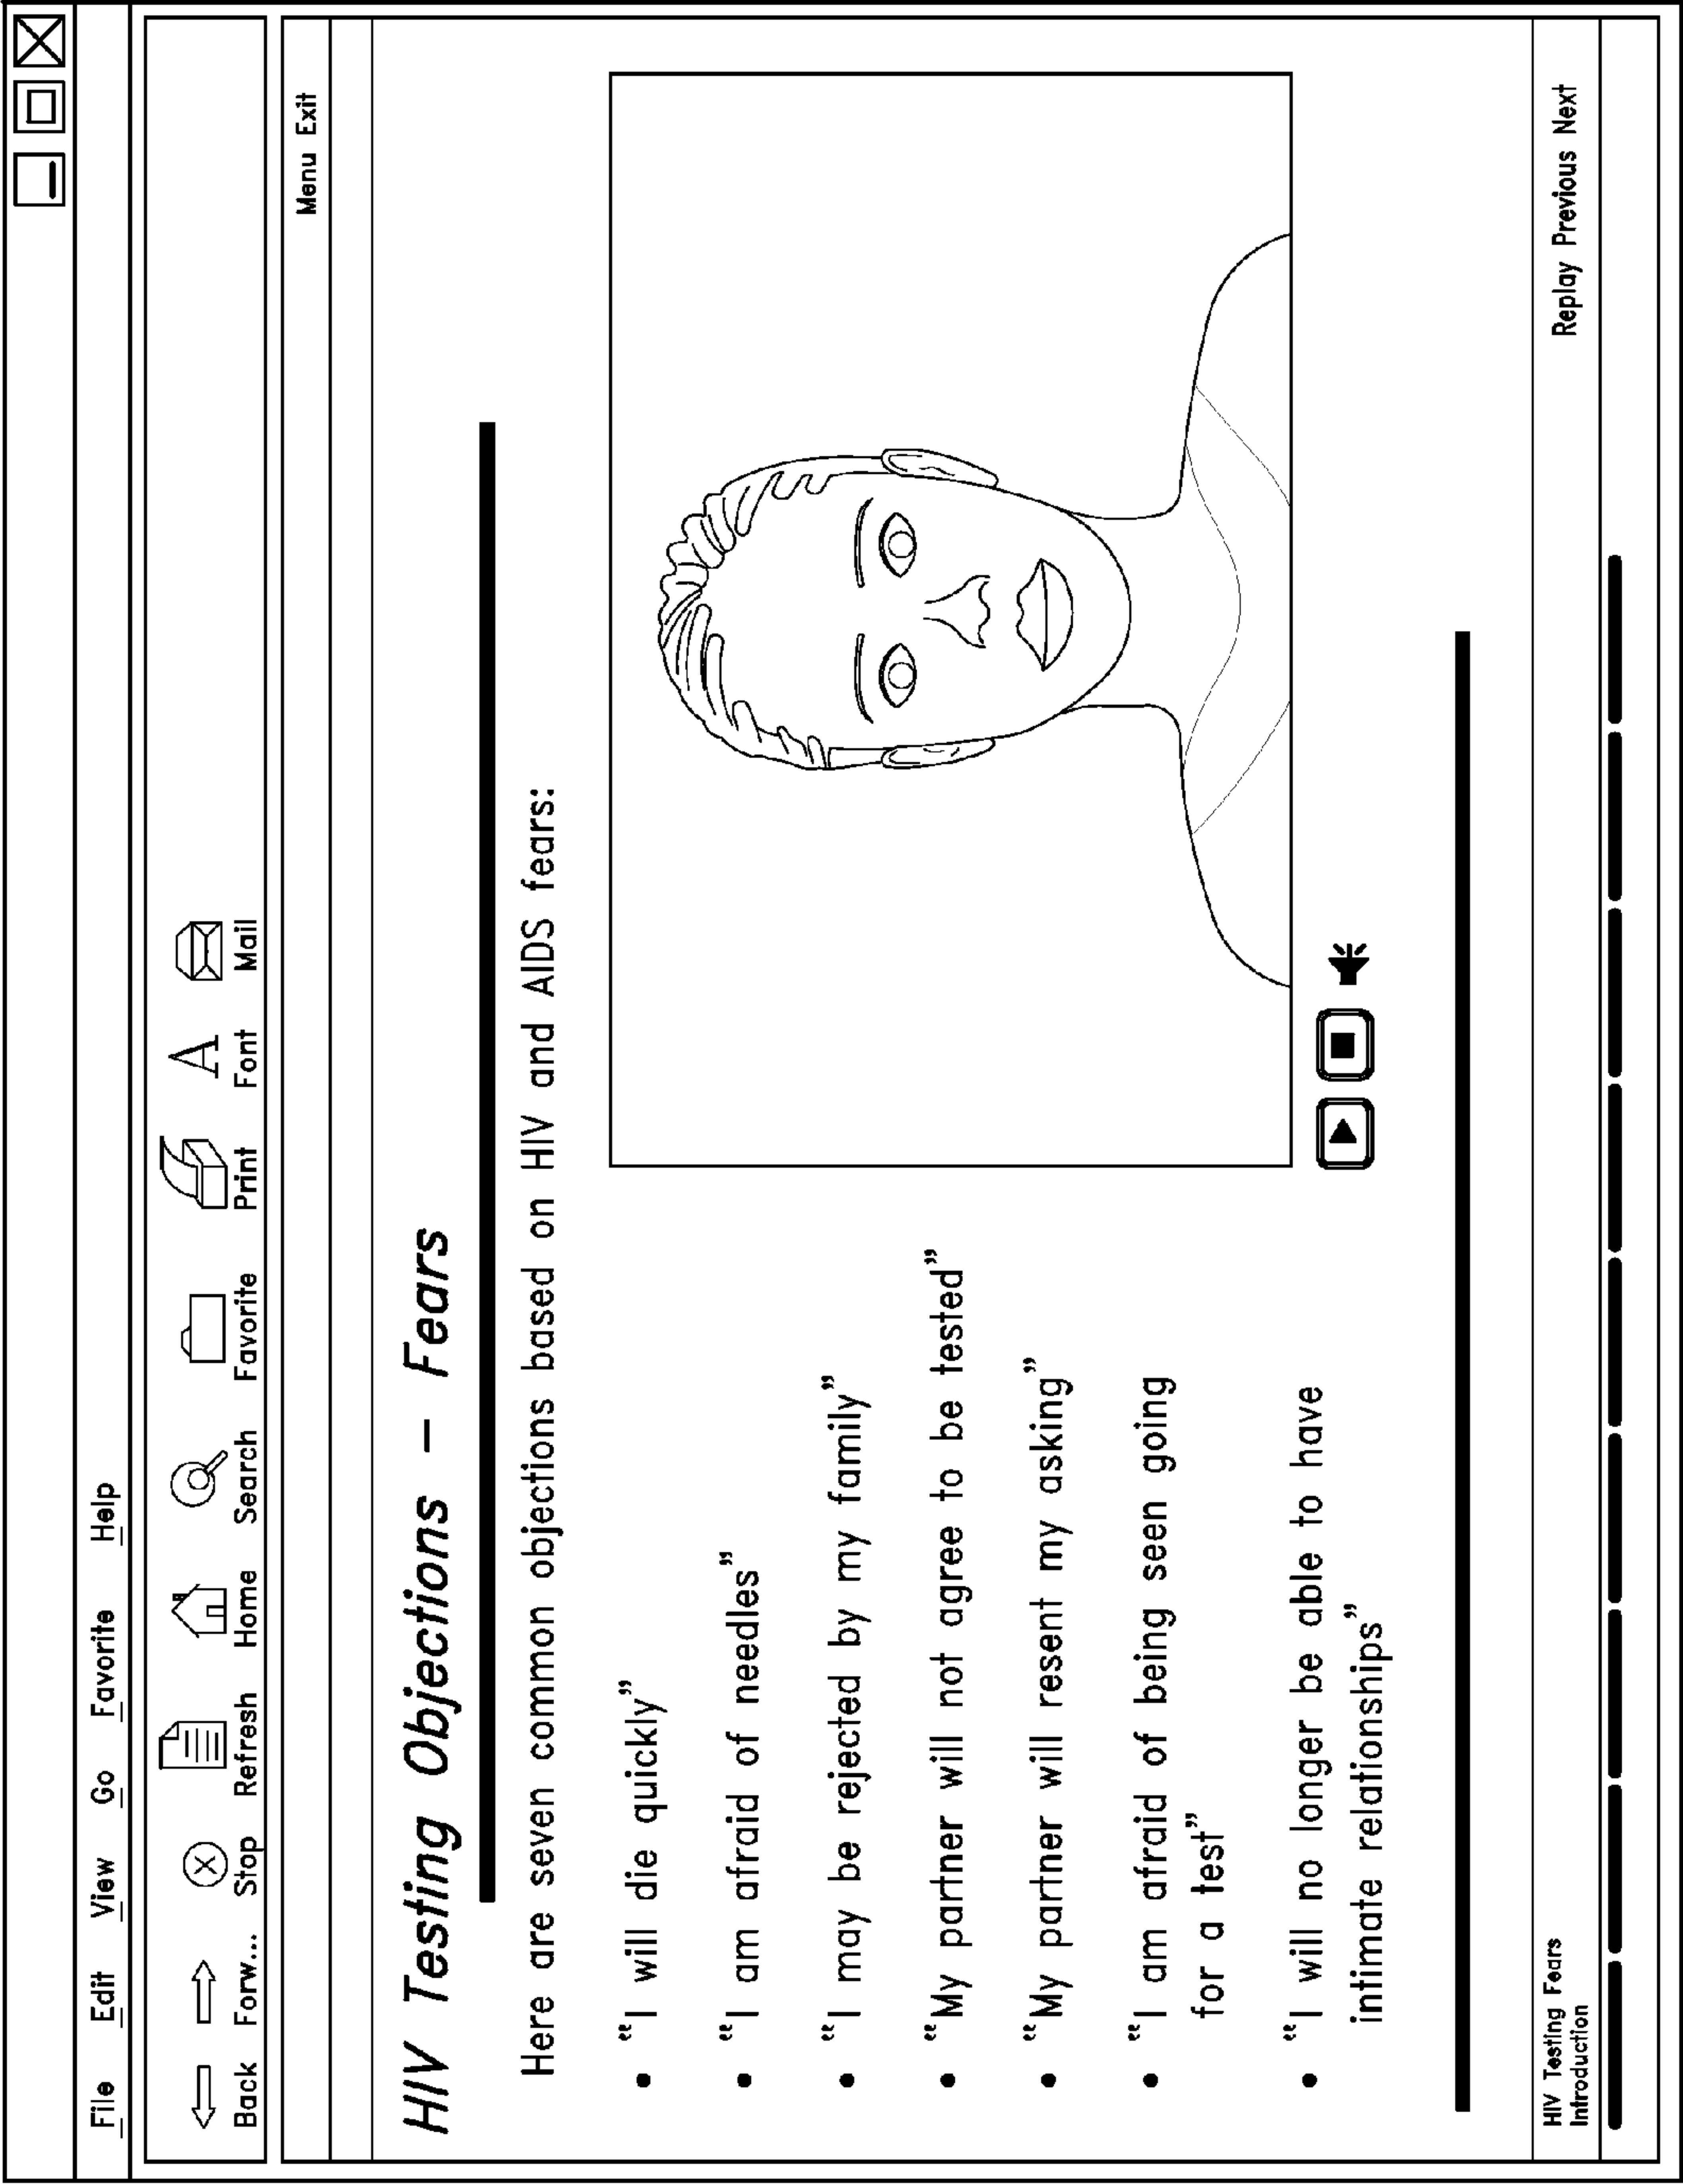 File Edit View Go Favorite Help
Back Forw... Stop Refresh Home Search Favorite Print Font Mail
Menu Exit
HIV Testing Objections – Fears
Here are seven common objections based on HIV and AIDS fears:
• “I will die quickly”
• “I am afraid of needles”
• “I may be rejected by my family”
• “My partner will not agree to be tested”
• “My partner will resent my asking”
• “I am afraid of being seen going
for a test”
• “I will no longer be able to have
intimate relationships”
HIV Testing Fears
Introduction
Replay Previous Next